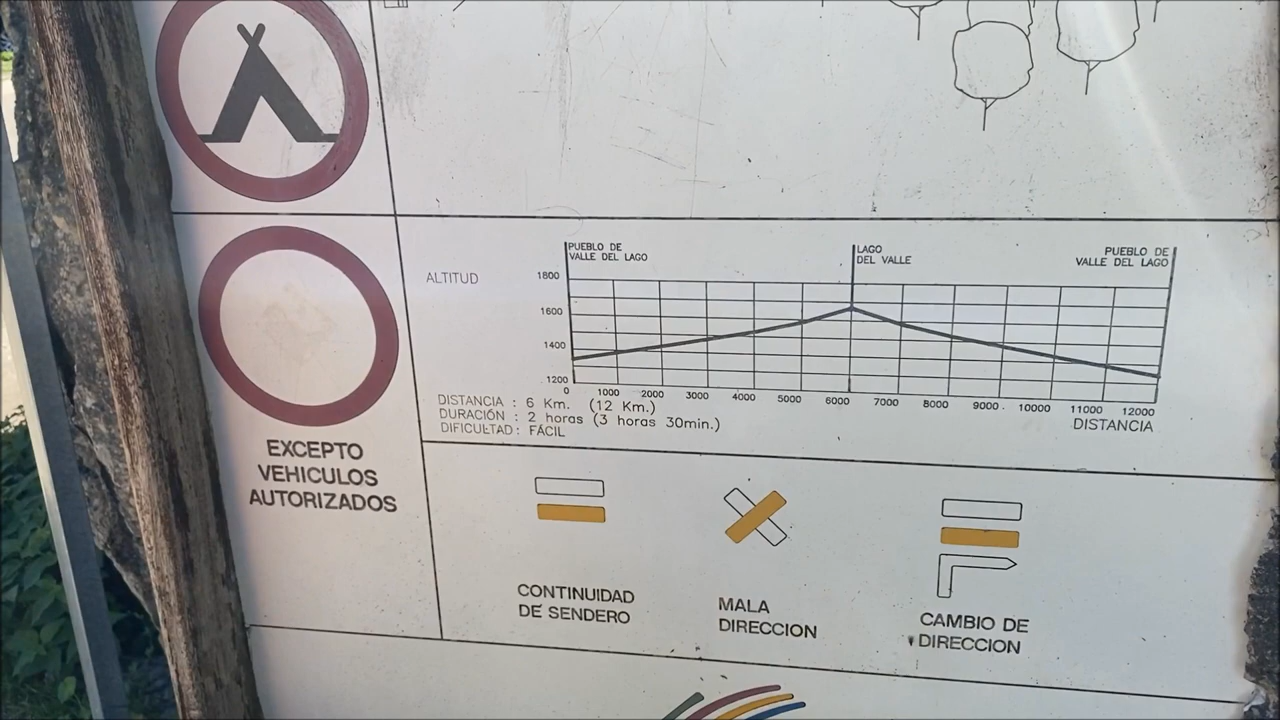 EXCEPTO
VEHICULOS
AUTORIZADOS
ALTITUD
PUEBLO DE
VALLE DEL LAGO
LAGO
DEL VALLE
PUEBLO DE
VALLE DEL LAGO
1800
1600
1400
1200
0 1000 2000 3000 4000 5000 6000 7000 8000 9000 10000 11000 12000
DISTANCIA
DISTANCIA : 6 Km. (12 Km.)
DURACIÓN : 2 horas (3 horas 30min.)
DIFICULTAD : FÁCIL
CONTINUIDAD
DE SENDERO
MALA
DIRECCION
CAMBIO DE
DIRECCION